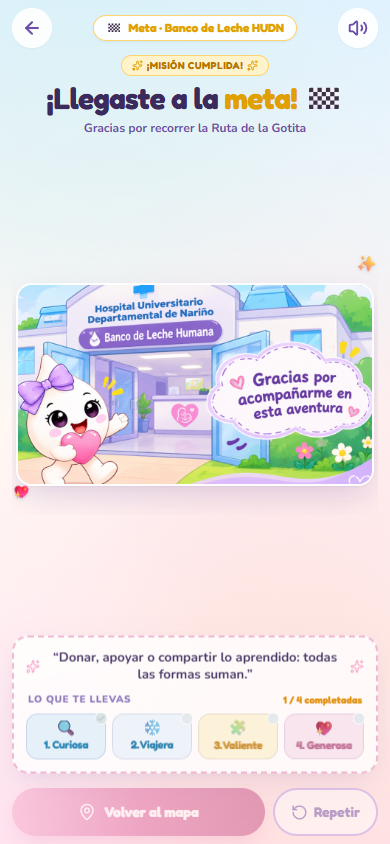 Meta · Banco de Leche HUDN
¡MISIÓN CUMPLIDA!
¡Llegaste a la meta!
Gracias por recorrer la Ruta de la Gotita
Hospital Universitario
Departamental de Nariño
Banco de Leche Humana
Gracias por
acompañarme en
esta aventura
“Donar, apoyar o compartir lo aprendido: todas
las formas suman.”
LO QUE TE LLEVAS
1 / 4 completadas
1. Curiosa
2. Viajera
3. Valiente
4. Generosa
Volver al mapa
Repetir